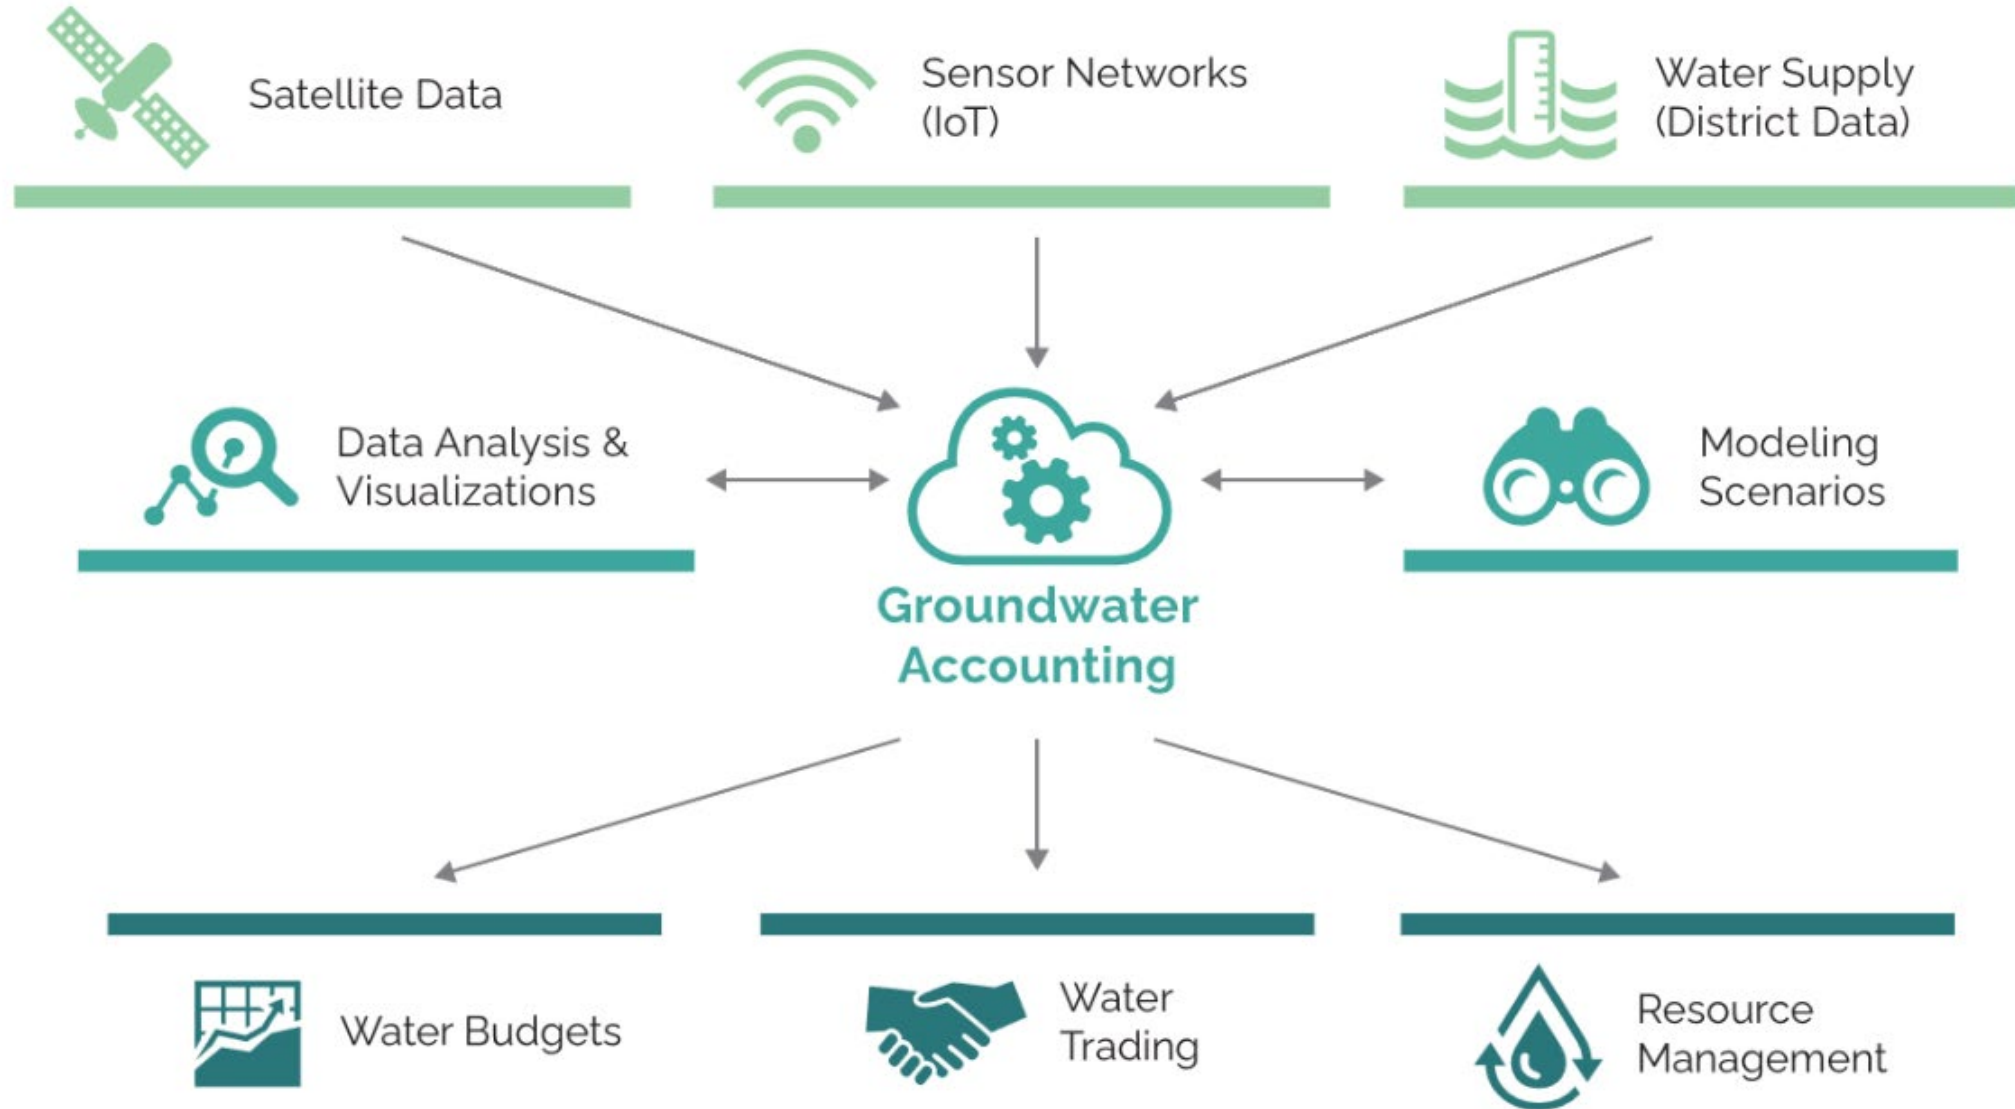 Satellite Data
Sensor Networks
(IoT)
Water Supply
(District Data)
Data Analysis &
Visualizations
Modeling
Scenarios
Groundwater
Accounting
Water Budgets
Water
Trading
Resource
Management